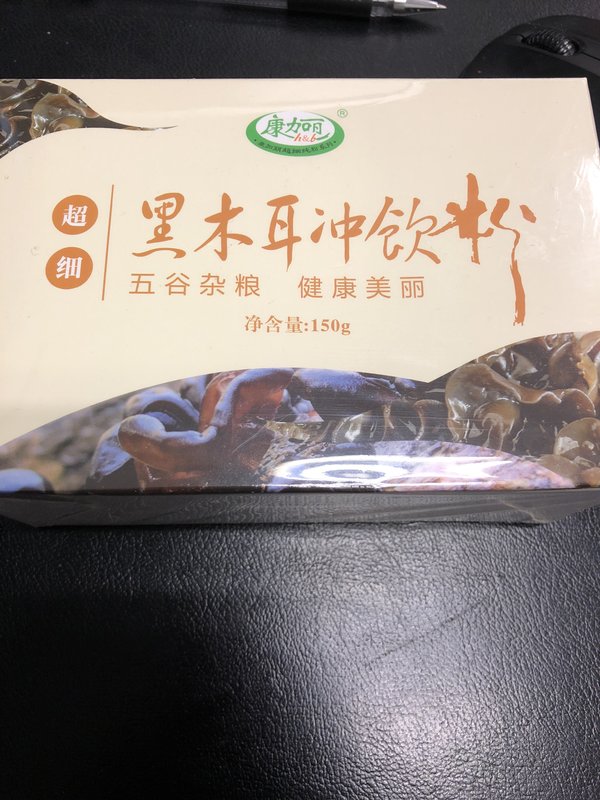 康加丽®
h&b
超细
黑木耳冲饮粉
五谷杂粮 健康美丽
净含量:150g